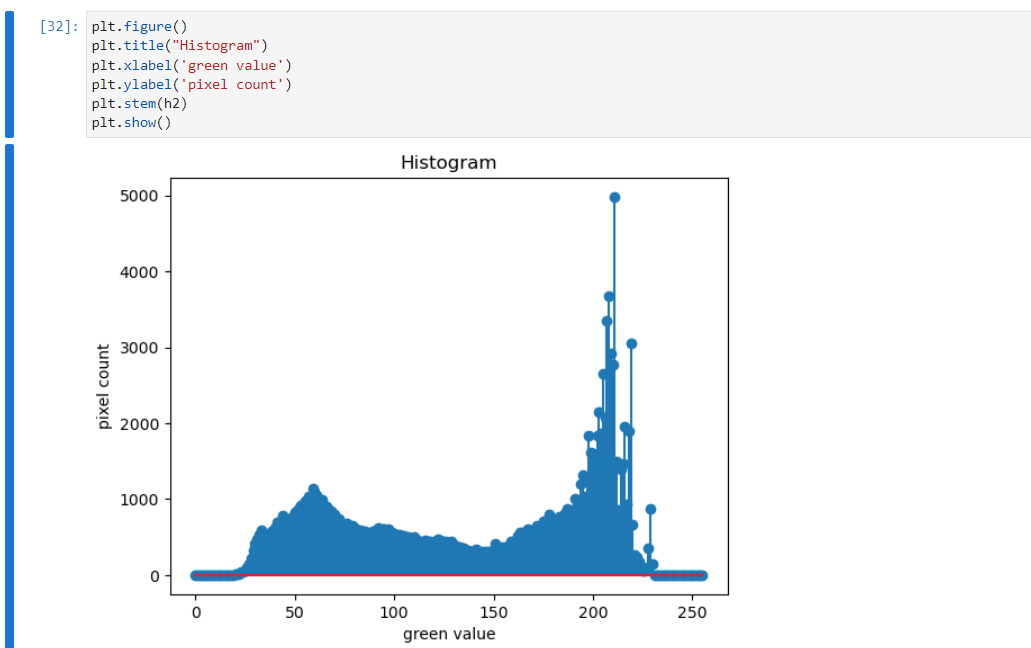 [32]: plt.figure()
plt.title("Histogram")
plt.xlabel('green value')
plt.ylabel('pixel count')
plt.stem(h2)
plt.show()
Histogram
pixel count
5000
4000
3000
2000
1000
0
0 50 100 150 200 250
green value